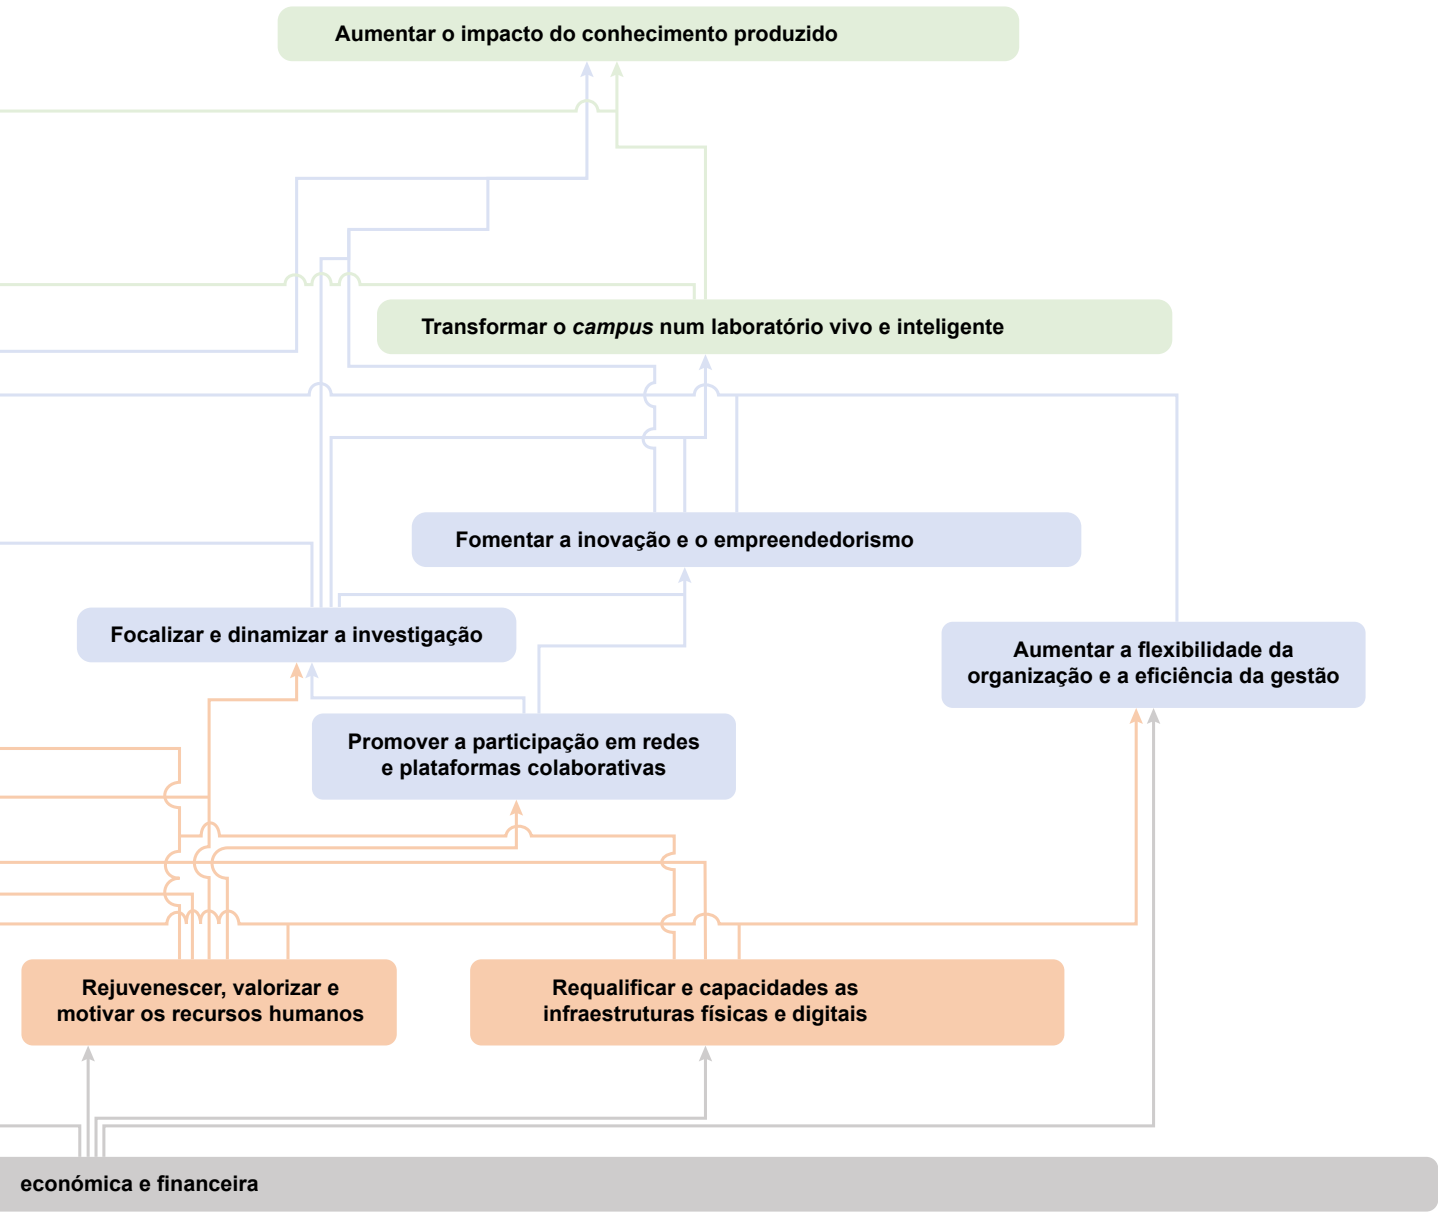 Aumentar o impacto do conhecimento produzido
Transformar o campus num laboratório vivo e inteligente
Fomentar a inovação e o empreendedorismo
Focalizar e dinamizar a investigação
Aumentar a flexibilidade da
organização e a eficiência da gestão
Promover a participação em redes
e plataformas colaborativas
Rejuvenescer, valorizar e
motivar os recursos humanos
Requalificar e capacidades as
infraestruturas físicas e digitais
económica e financeira